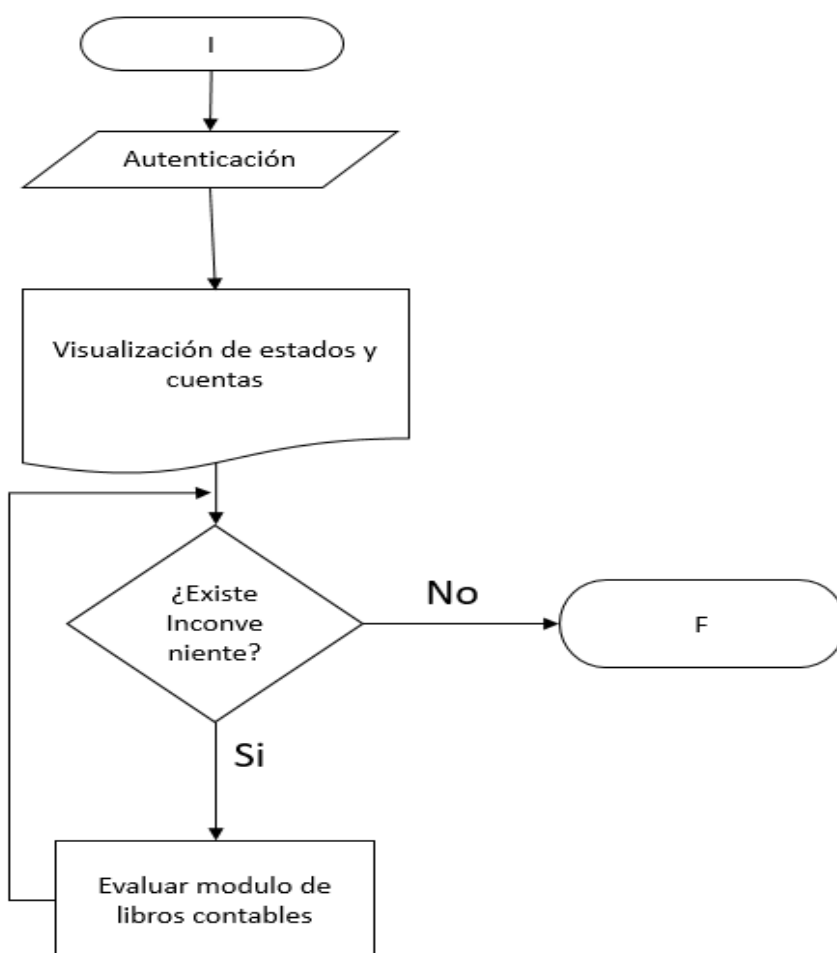 I
Autenticación
Visualización de estados y
cuentas
¿Existe
Inconve
niente?
No
F
Si
Evaluar modulo de
libros contables